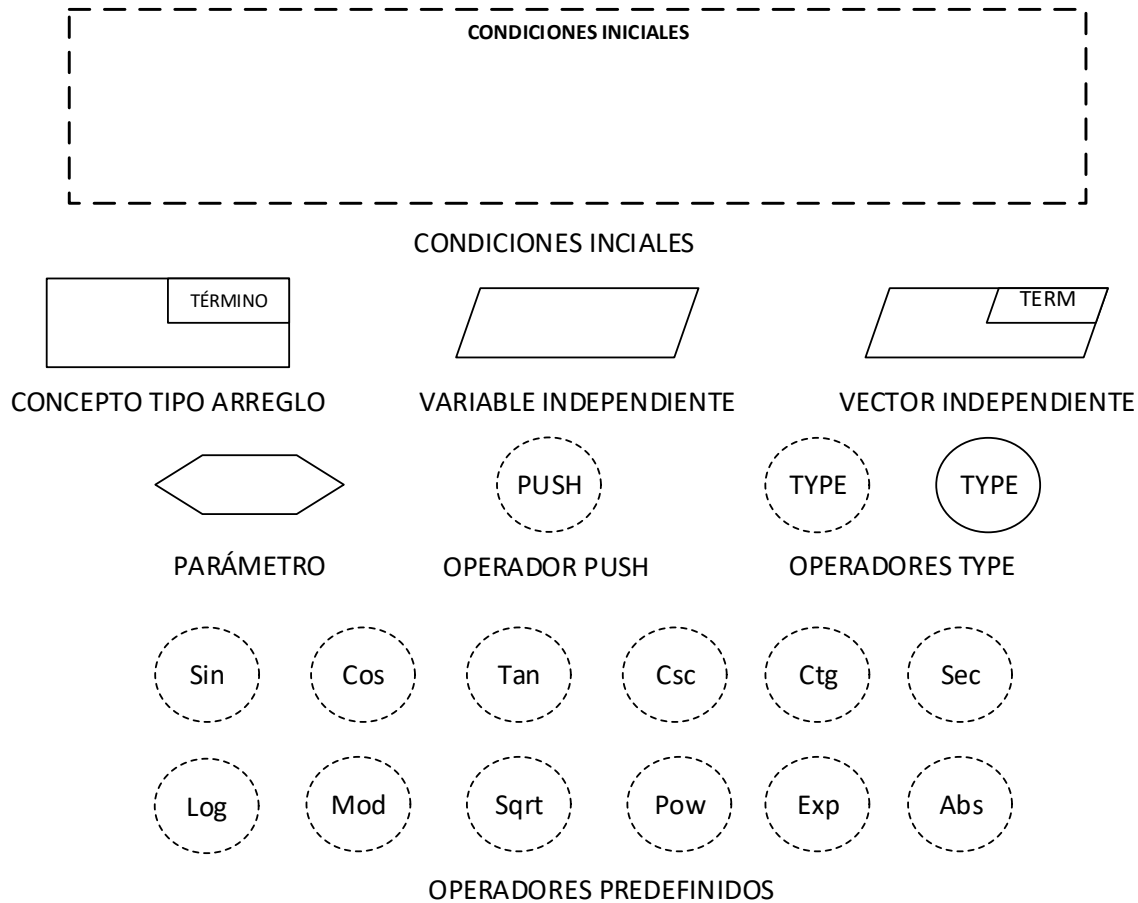 CONDICIONES INICIALES
CONDICIONES INCIALES
TÉRMINO
TERM
CONCEPTO TIPO ARREGLO
VARIABLE INDEPENDIENTE
VECTOR INDEPENDIENTE
PUSH
TYPE
TYPE
PARÁMETRO
OPERADOR PUSH
OPERADORES TYPE
Sin
Cos
Tan
Csc
Ctg
Sec
Log
Mod
Sqrt
Pow
Exp
Abs
OPERADORES PREDEFINIDOS